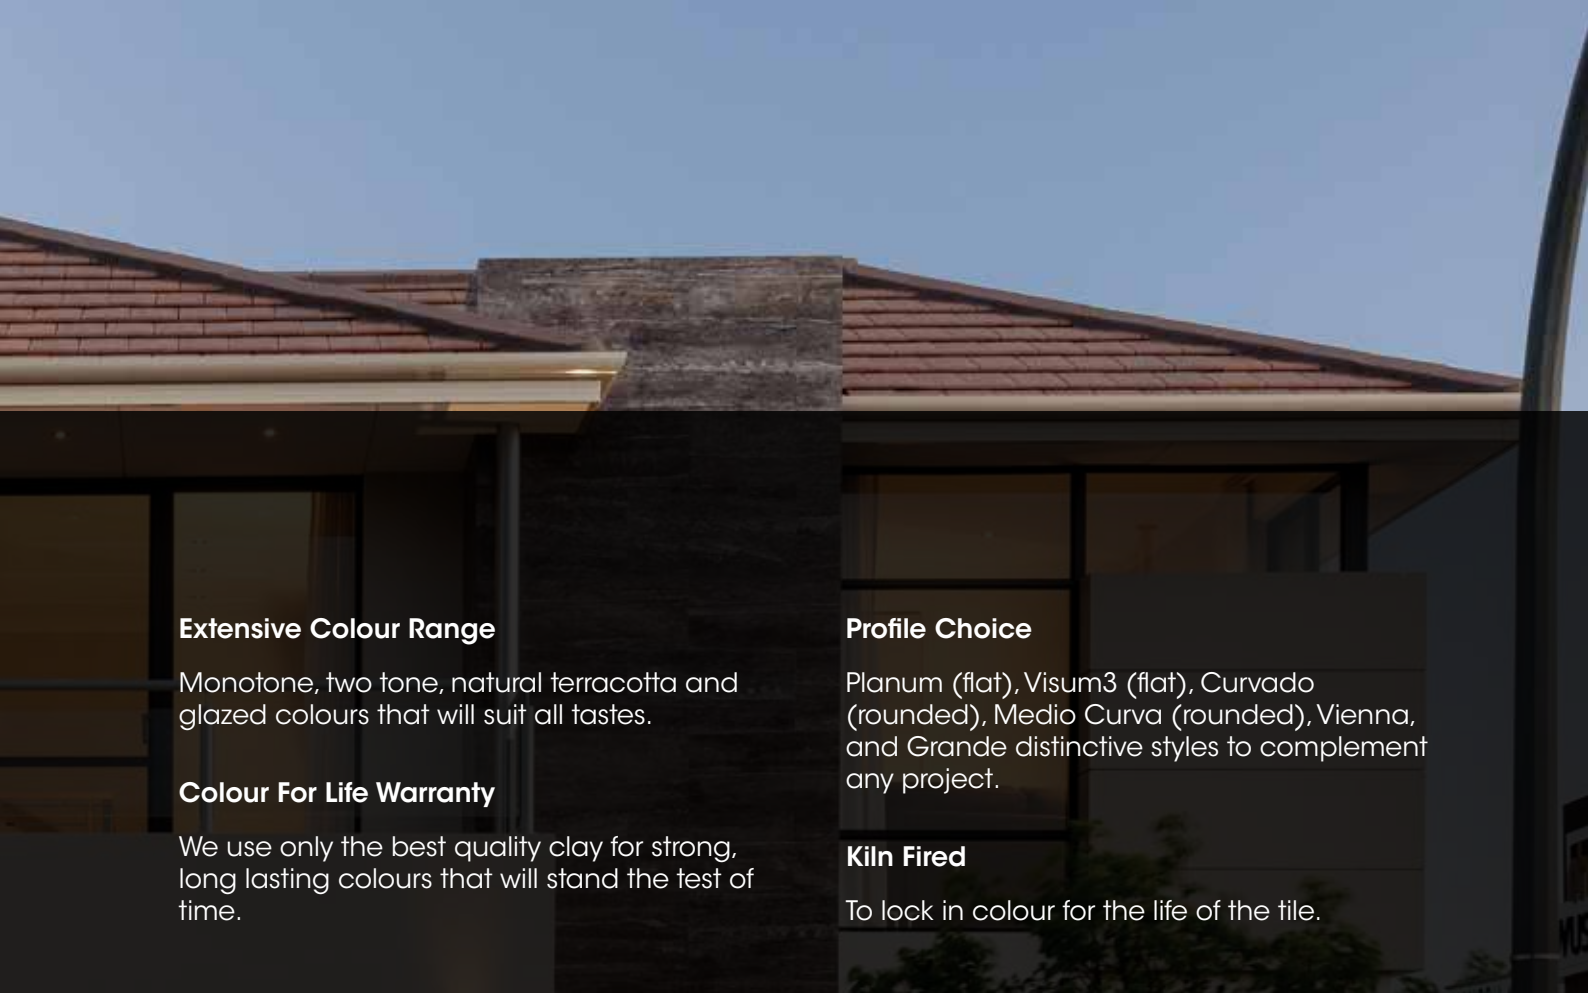 Extensive Colour Range
Monotone, two tone, natural terracotta and
glazed colours that will suit all tastes.
Colour For Life Warranty
We use only the best quality clay for strong,
long lasting colours that will stand the test of
time.
Profile Choice
Planum (flat), Visum3 (flat), Curvado
(rounded), Medio Curva (rounded), Vienna,
and Grande distinctive styles to complement
any project.
Kiln Fired
To lock in colour for the life of the tile.